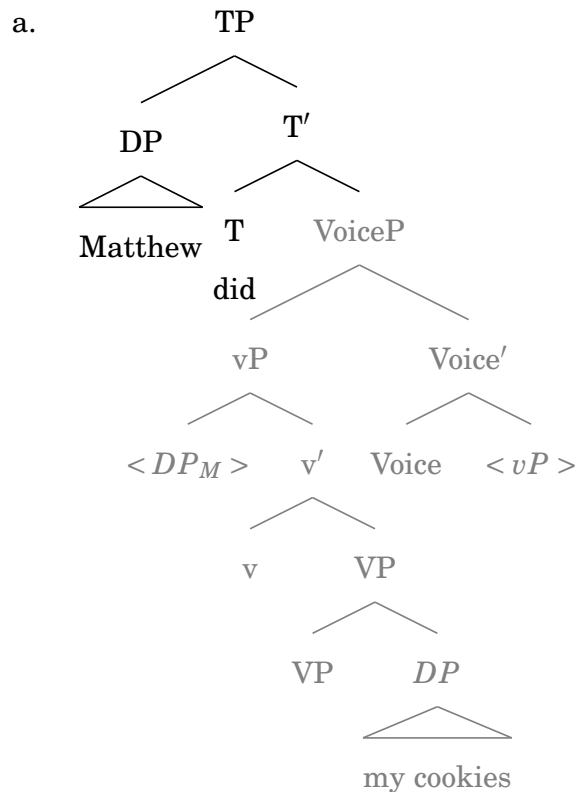 a.
TP
DP T′
Matthew T VoiceP
did
vP Voice′
< DP_M > v′ Voice < vP >
v VP
VP DP
my cookies